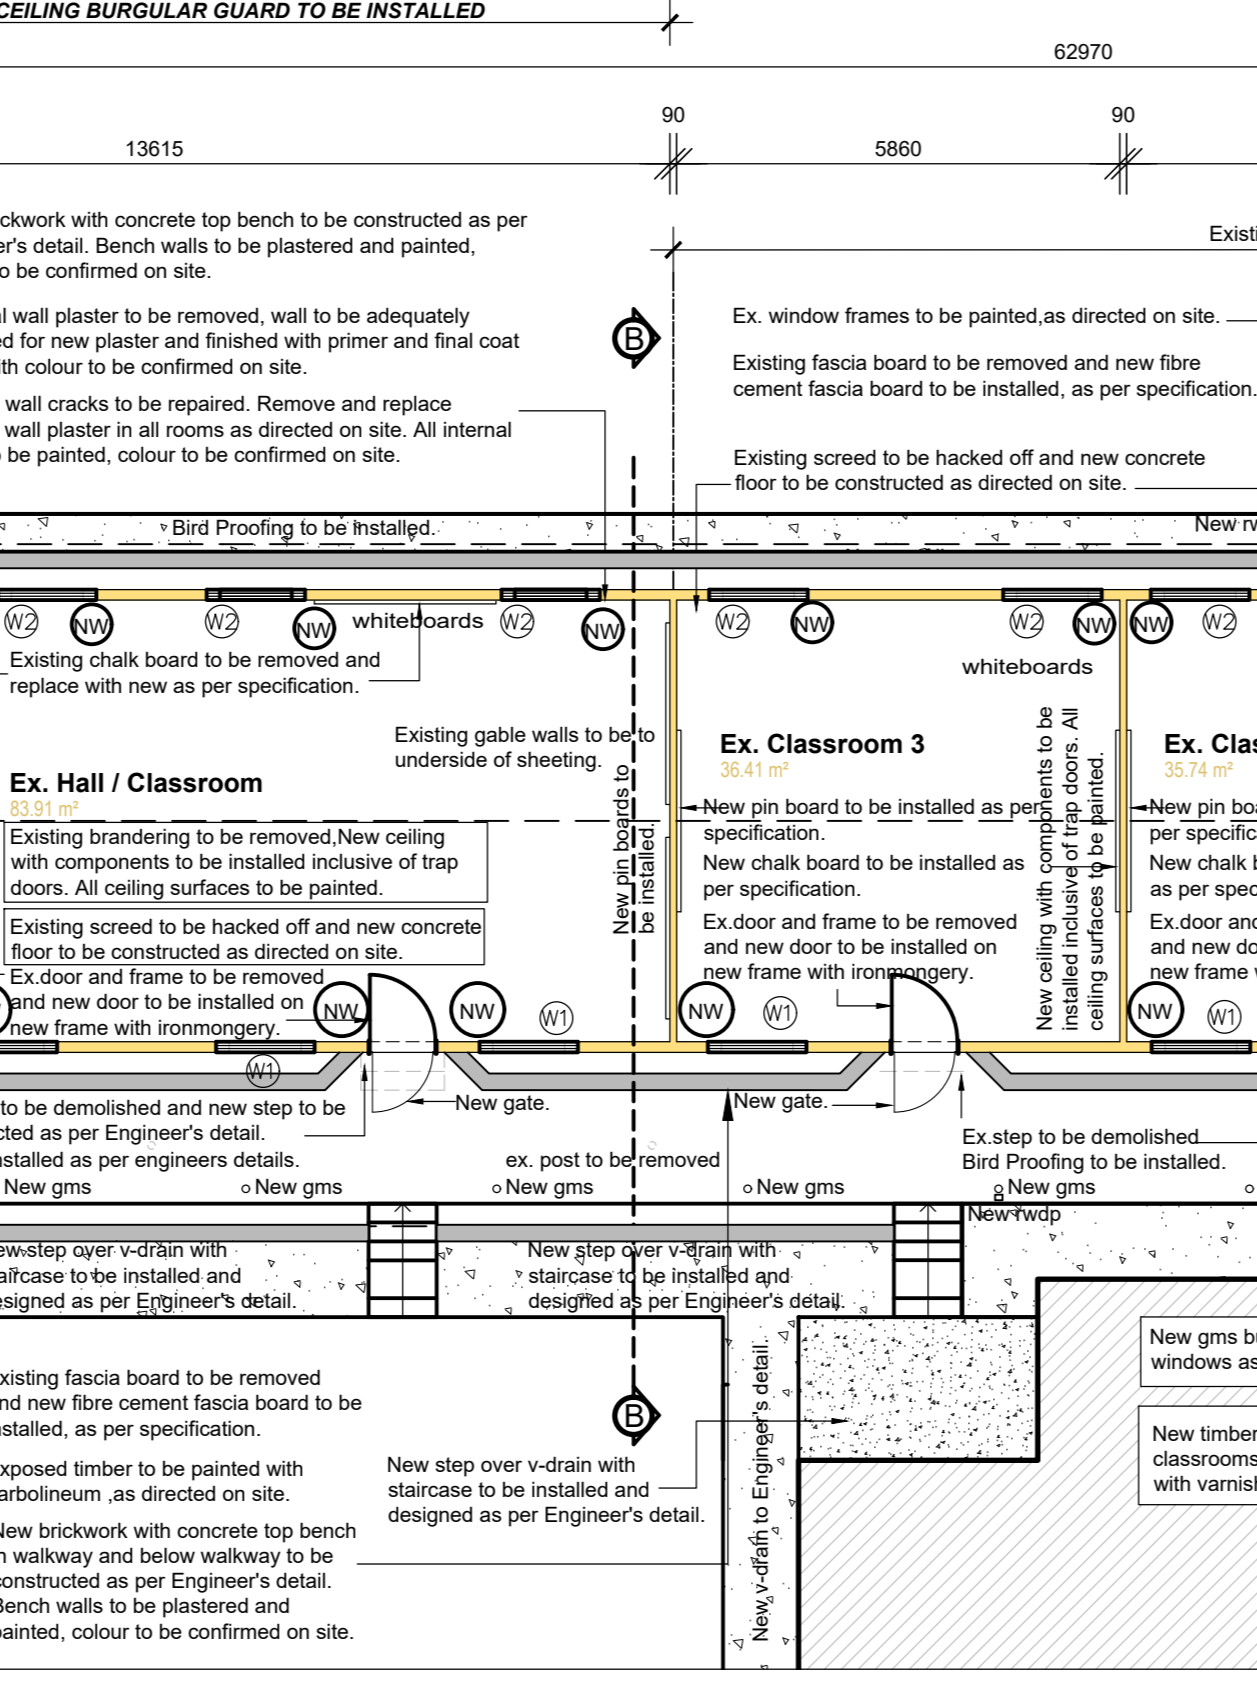 CEILING BURGULAR GUARD TO BE INSTALLED
62970
90
90
13615
5860
ckwork with concrete top bench to be constructed as per
er's detail. Bench walls to be plastered and painted,
o be confirmed on site.
Existi
al wall plaster to be removed, wall to be adequately
ed for new plaster and finished with primer and final coat
ith colour to be confirmed on site.
B
Ex. window frames to be painted,as directed on site.
Existing fascia board to be removed and new fibre
cement fascia board to be installed, as per specification.
wall cracks to be repaired. Remove and replace
wall plaster in all rooms as directed on site. All internal
be painted, colour to be confirmed on site.
Existing screed to be hacked off and new concrete
floor to be constructed as directed on site.
Bird Proofing to be installed.
New rw
W2
NW
W2
NW
whiteboards
W2
NW
W2
NW
W2
NW
NW
W2
Existing chalk board to be removed and
replace with new as per specification.
whiteboards
Existing gable walls to be to
underside of sheeting.
Ex. Hall / Classroom
83.91 m²
Ex. Classroom 3
36.41 m²
Ex. Clas
35.74 m²
Existing brandering to be removed,New ceiling
with components to be installed inclusive of trap
doors. All ceiling surfaces to be painted.
Existing screed to be hacked off and new concrete
floor to be constructed as directed on site.
Ex.door and frame to be removed
and new door to be installed on
new frame with ironmongery.
New pin boards to
be installed.
New pin board to be installed as per
specification.
New chalk board to be installed as
per specification.
Ex.door and frame to be removed
and new door to be installed on
new frame with ironmongery.
New ceiling with components to be
installed inclusive of trap doors. All
ceiling surfaces to be painted.
New pin boa
per specific
New chalk b
as per spec
Ex.door and
and new do
new frame w
NW
NW
W1
NW
W1
NW
W1
W1
to be demolished and new step to be
cted as per Engineer's detail.
nstalled as per engineers details.
New gate.
New gate.
Ex.step to be demolished
Bird Proofing to be installed.
ex. post to be removed
New gms
New gms
New gms
New gms
New gms
New rwdp
ew step over v-drain with
aircase to be installed and
esigned as per Engineer's detail.
New step over v-drain with
staircase to be installed and
designed as per Engineer's detail.
New gms bu
windows as
xisting fascia board to be removed
nd new fibre cement fascia board to be
nstalled, as per specification.
B
New timber
classrooms
with varnish
xposed timber to be painted with
arbolineum ,as directed on site.
New step over v-drain with
staircase to be installed and
designed as per Engineer's detail.
New v-drain to Engineer's detail.
New brickwork with concrete top bench
n walkway and below walkway to be
constructed as per Engineer's detail.
Bench walls to be plastered and
painted, colour to be confirmed on site.